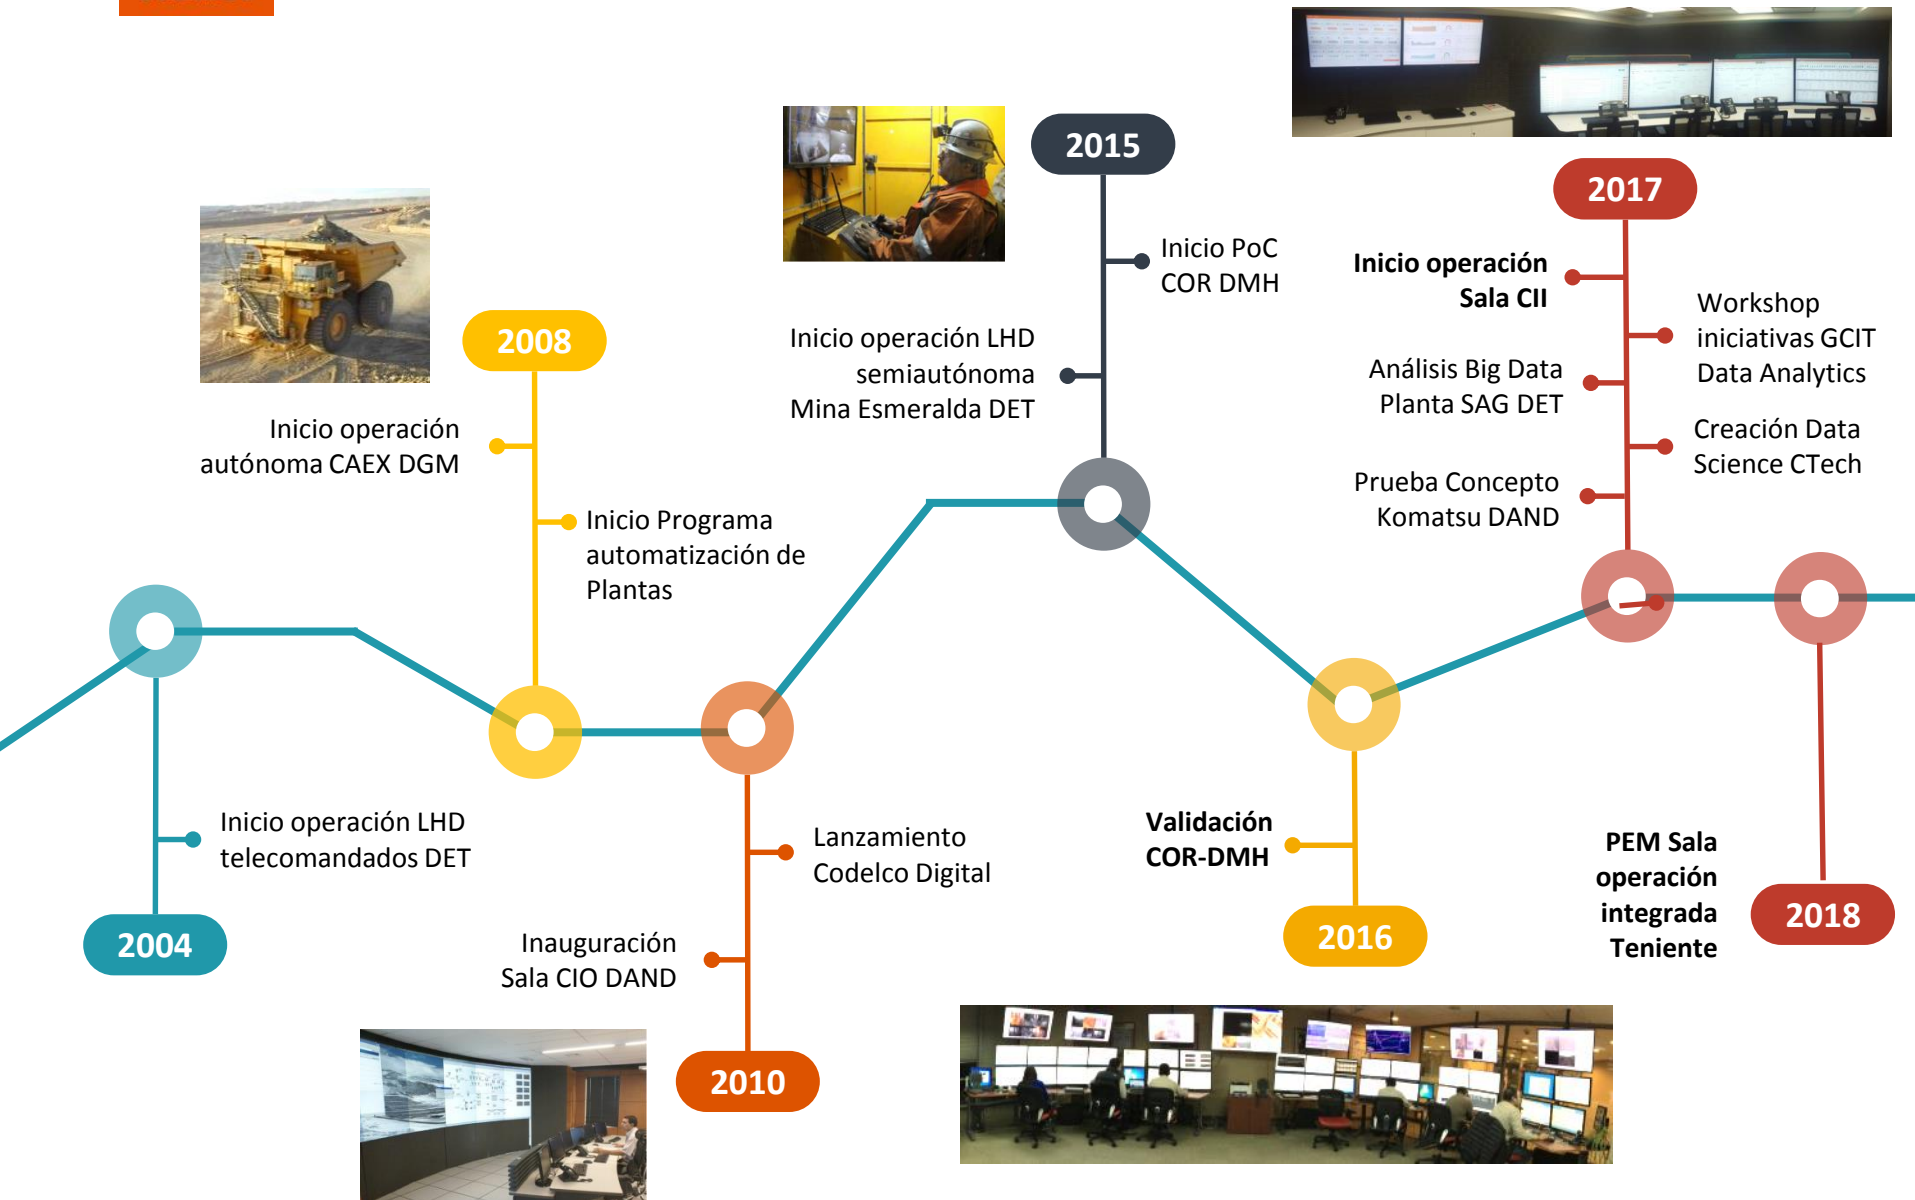 2004
Inicio operación LHD
telecomandados DET
2008
Inicio operación
autónoma CAEX DGM
Inicio Programa
automatización de
Plantas
2010
Lanzamiento
Codelco Digital
Inauguración
Sala CIO DAND
2015
Inicio PoC
COR DMH
Inicio operación LHD
semiautónoma
Mina Esmeralda DET
2016
Validación
COR-DMH
2017
Inicio operación
Sala CII
Workshop
iniciativas GCIT
Data Analytics
Análisis Big Data
Planta SAG DET
Creación Data
Science CTech
Prueba Concepto
Komatsu DAND
2018
PEM Sala
operación
integrada
Teniente